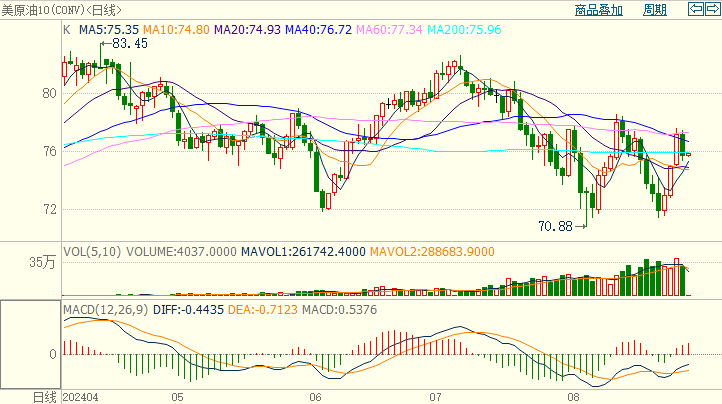 美原油10(CONV)<日线> 商品叠加 周期
K MA5:75.35 MA10:74.80 MA20:74.93 MA40:76.72 MA60:77.34 MA200:75.96
83.45
80
76
72
70.88
VOL(5,10) VOLUME:4037.0000 MAVOL1:261742.4000 MAVOL2:288683.9000
35万
MACD(12,26,9) DIFF:-0.4435 DEA:-0.7123 MACD:0.5376
0
日线 202404 05 06 07 08